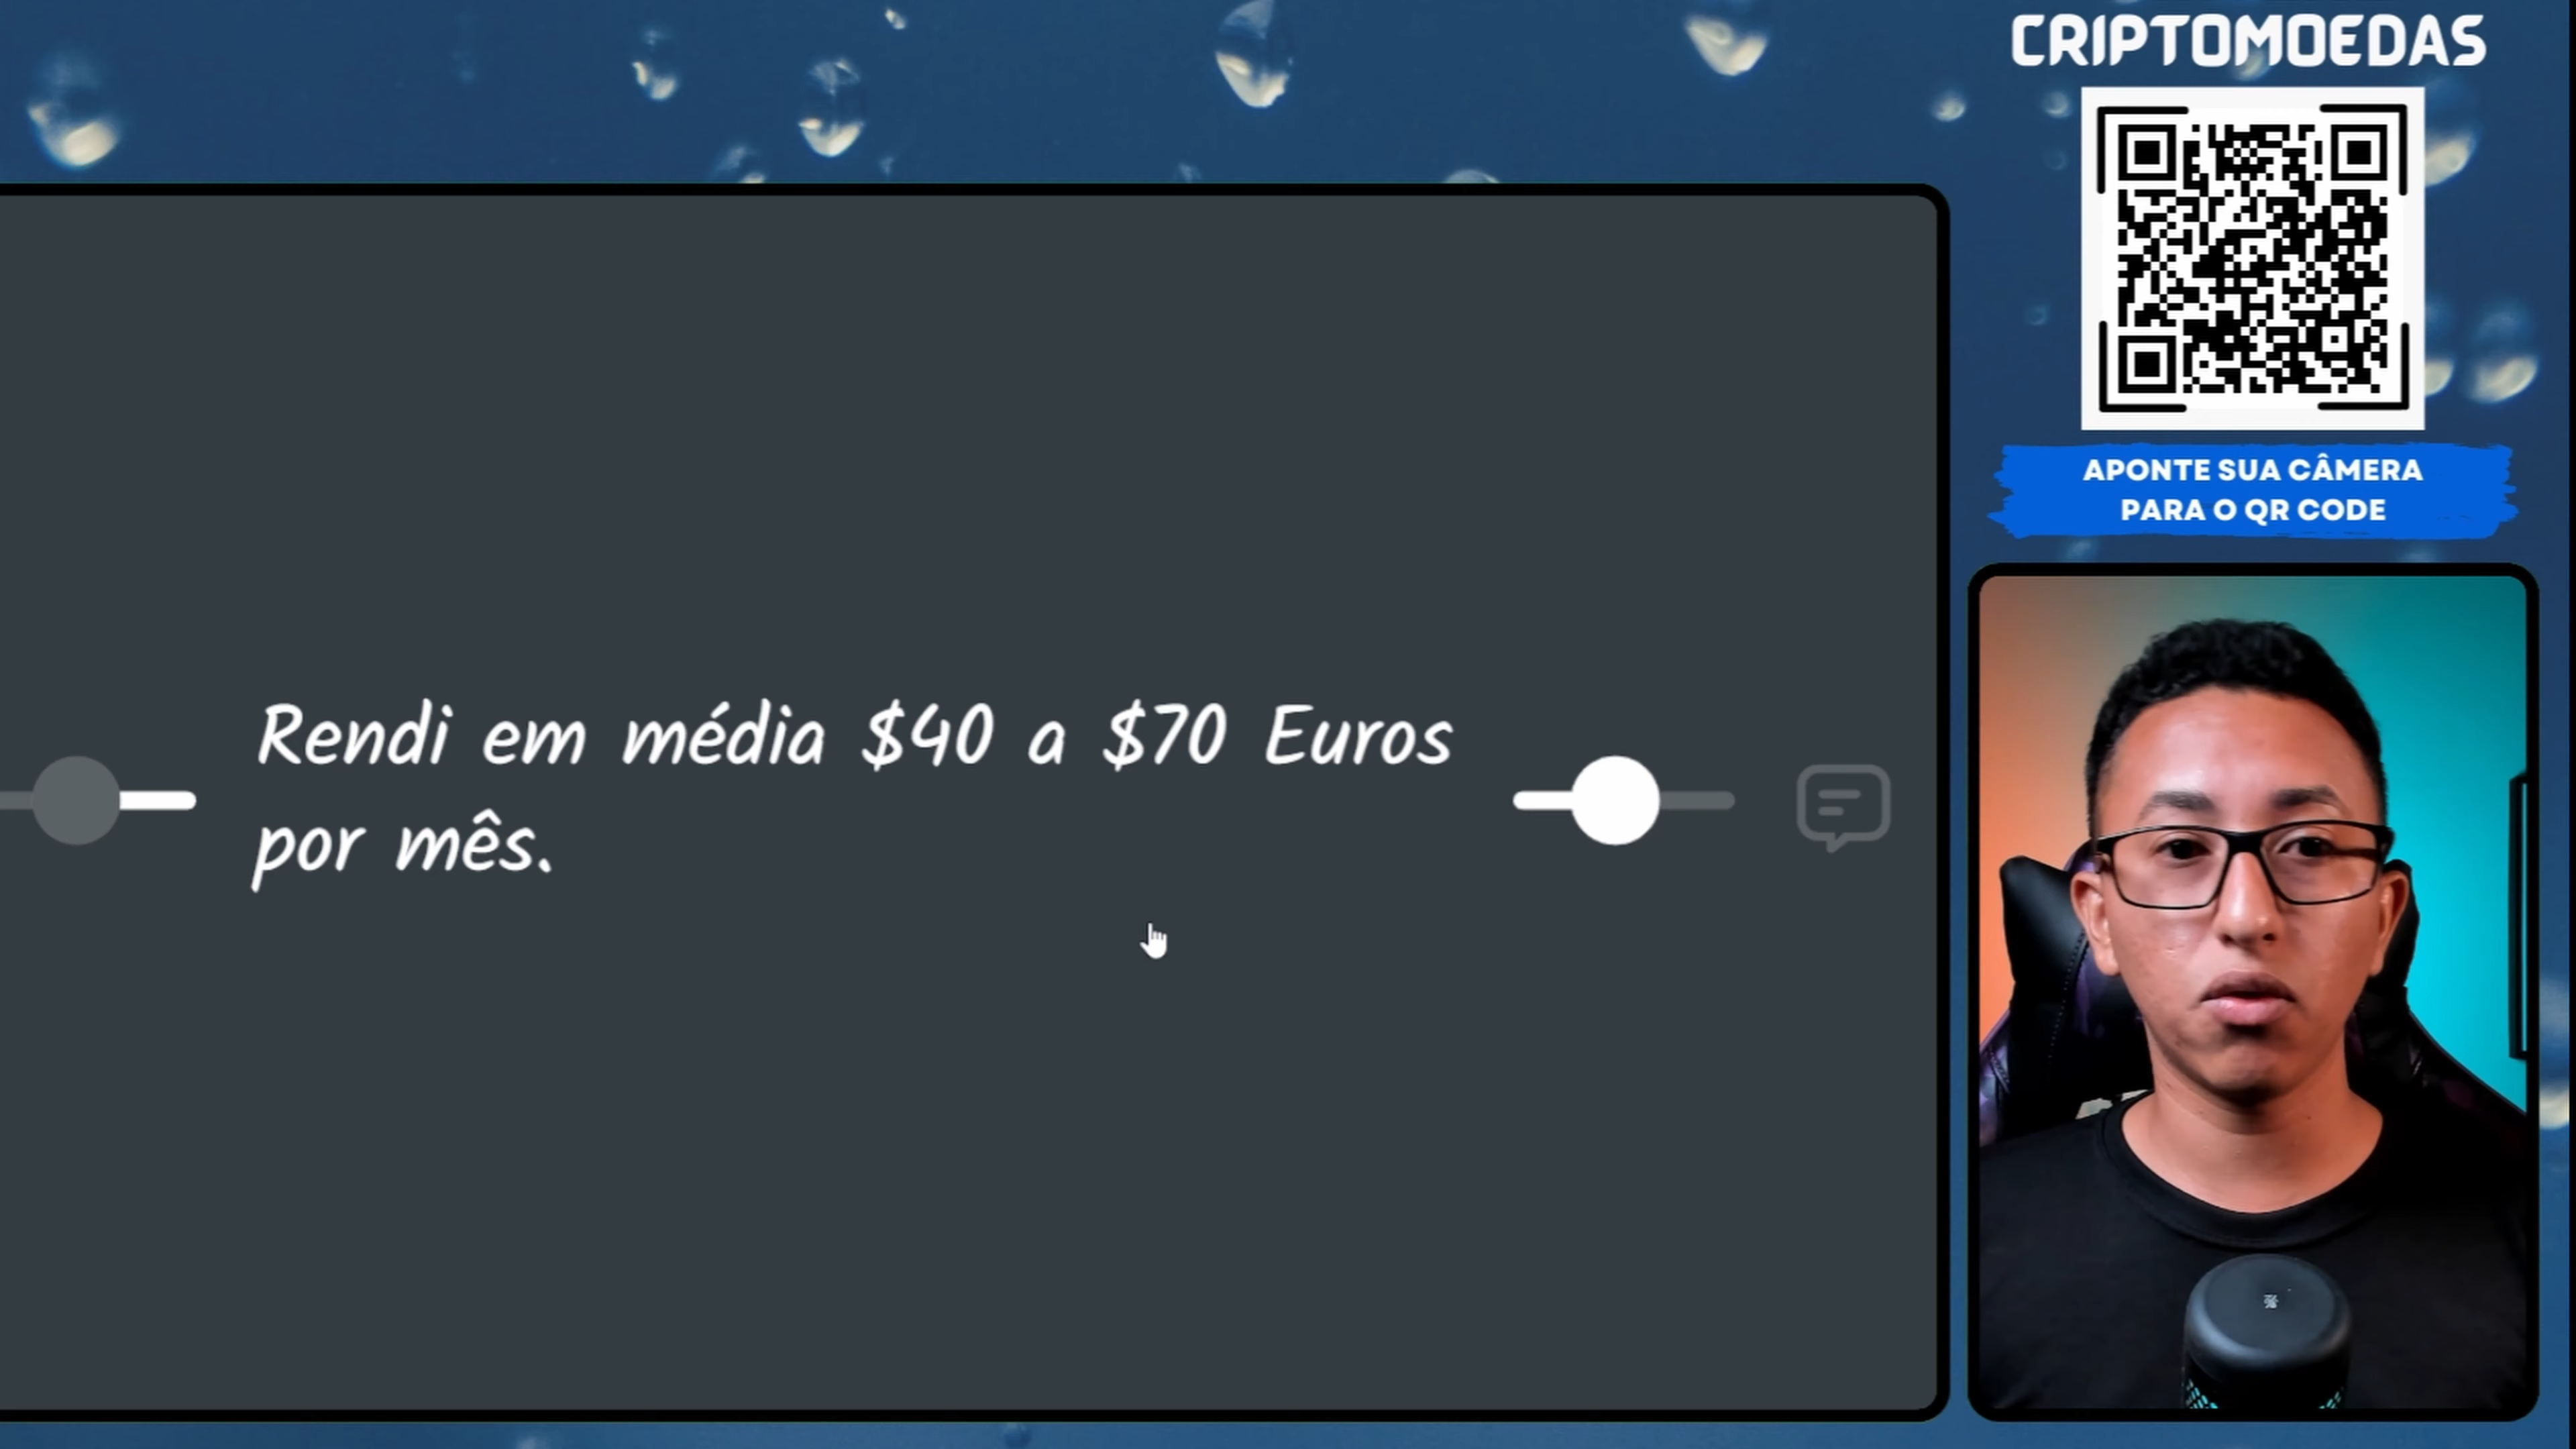 CRIPTOMOEDAS
APONTE SUA CÂMERA
PARA O QR CODE
Rendi em média $40 a $70 Euros
por mês.